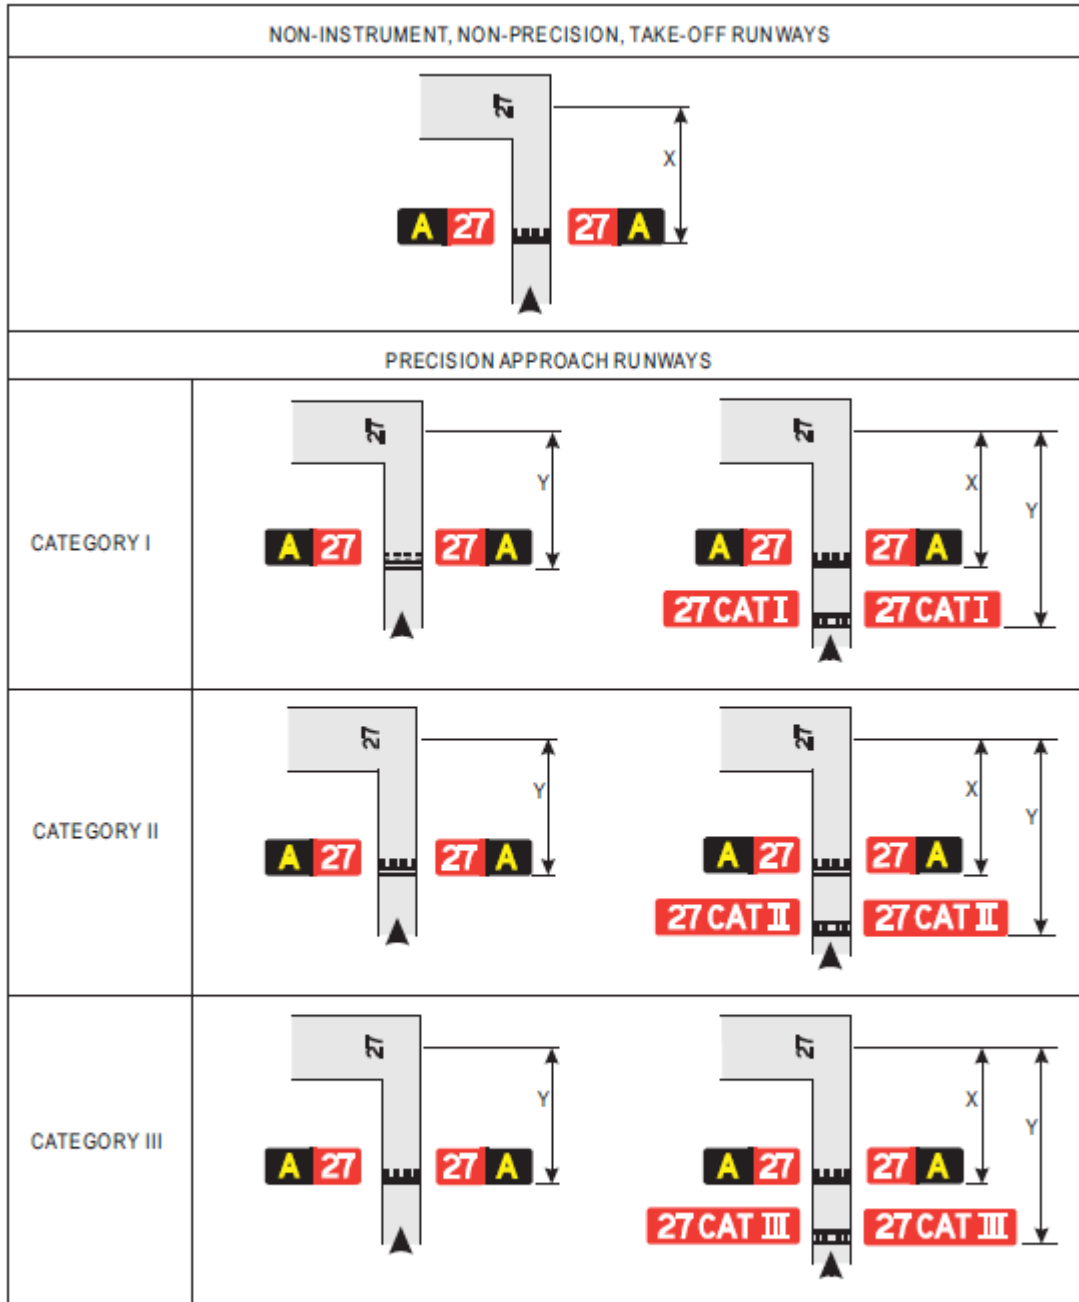 NON-INSTRUMENT, NON-PRECISION, TAKE-OFF RUNWAYS
27
X
A 27 27 A
PRECISION APPROACH RUNWAYS
CATEGORY I
27
Y
A 27 27 A
27
X
Y
A 27 27 A
27 CAT I 27 CAT I
CATEGORY II
27
Y
A 27 27 A
27
X
Y
A 27 27 A
27 CAT II 27 CAT II
CATEGORY III
27
Y
A 27 27 A
27
X
Y
A 27 27 A
27 CAT III 27 CAT III